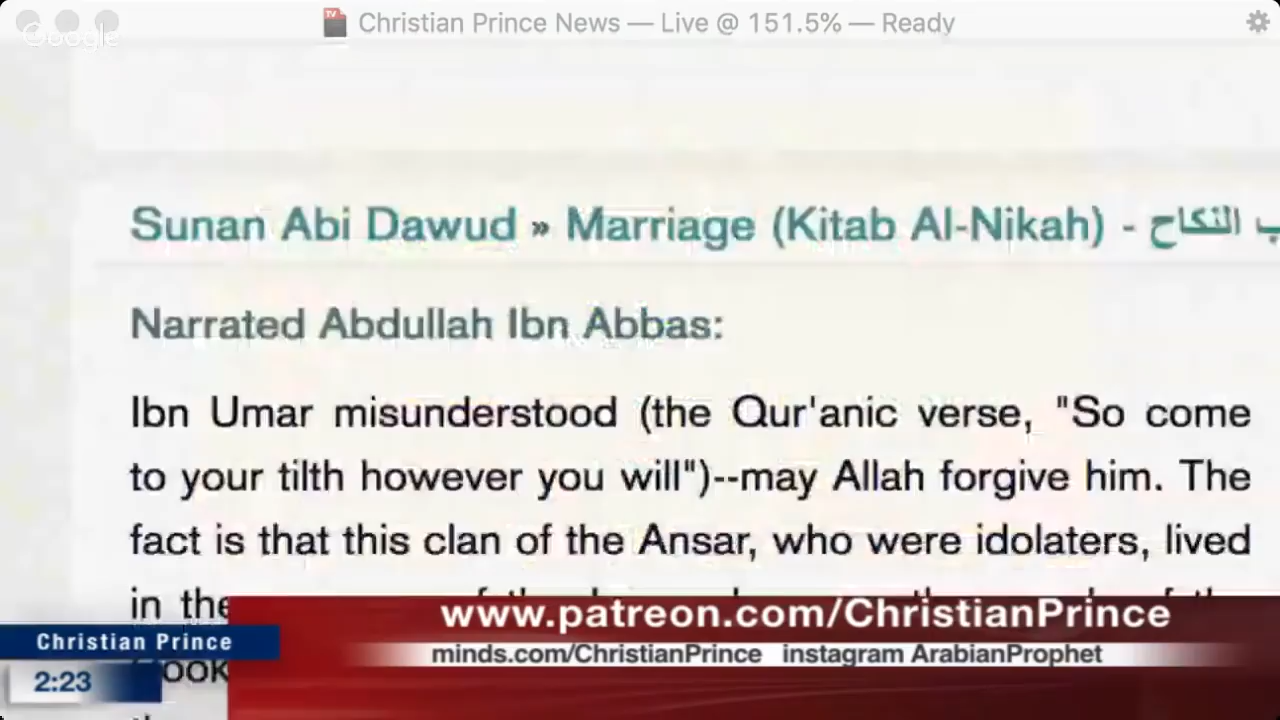 Google
Christian Prince News — Live @ 151.5% — Ready
Sunan Abi Dawud » Marriage (Kitab Al-Nikah) - النكاح
Narrated Abdullah Ibn Abbas:
Ibn Umar misunderstood (the Qur'anic verse, "So come
to your tilth however you will")--may Allah forgive him. The
fact is that this clan of the Ansar, who were idolaters, lived
in the
www.patreon.com/ChristianPrince
Christian Prince
minds.com/ChristianPrince instagram ArabianProphet
2:23